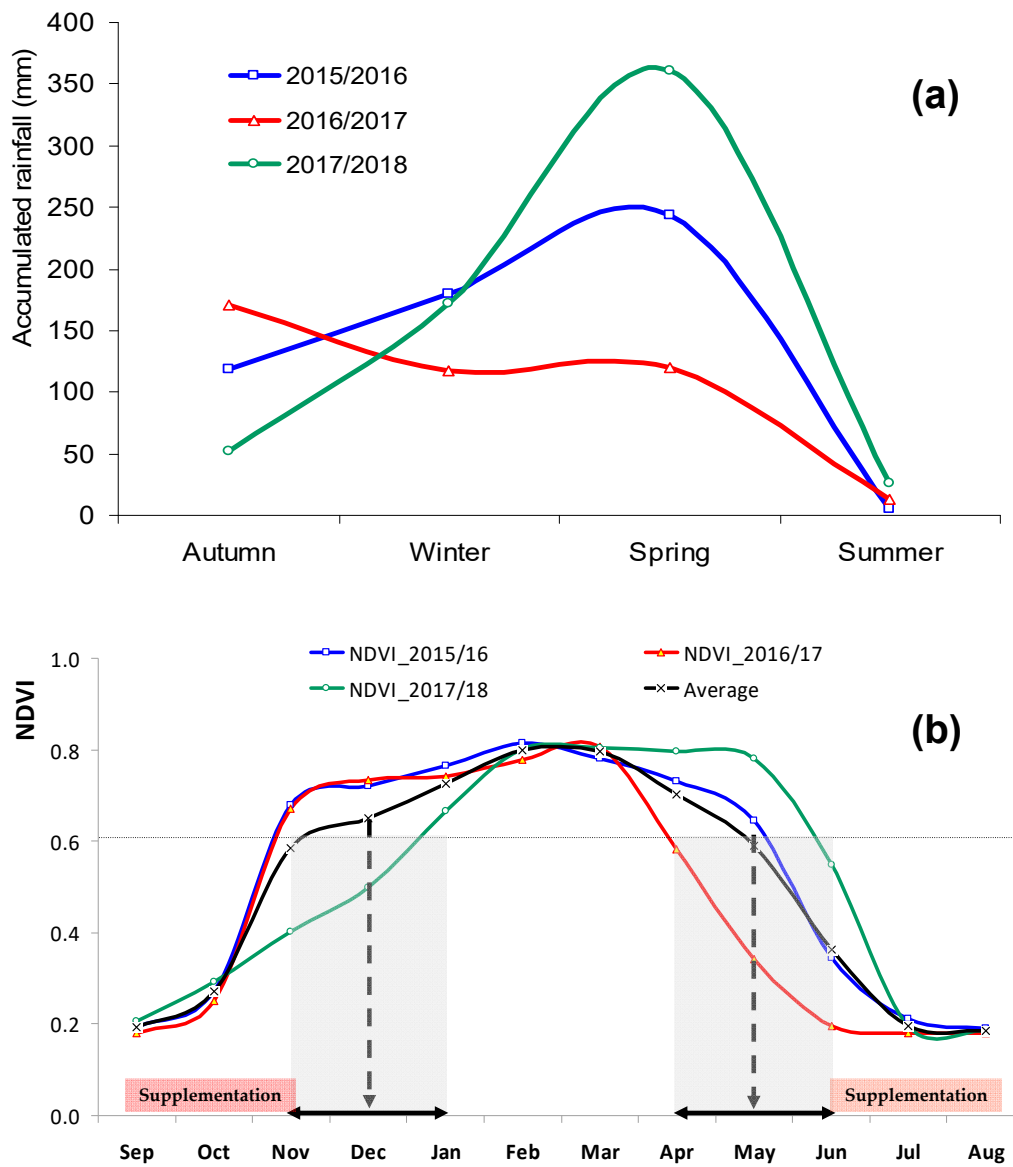 400
350
300
250
200
150
100
50
0
Accumulated rainfall (mm)
2015/2016
2016/2017
2017/2018
(a)
Autumn Winter Spring Summer
NDVI_2015/16 NDVI_2016/17
NDVI_2017/18 Average
1.0
0.8
0.6
0.4
0.2
0.0
NDVI
(b)
Supplementation Supplementation
Sep Oct Nov Dec Jan Feb Mar Apr May Jun Jul Aug